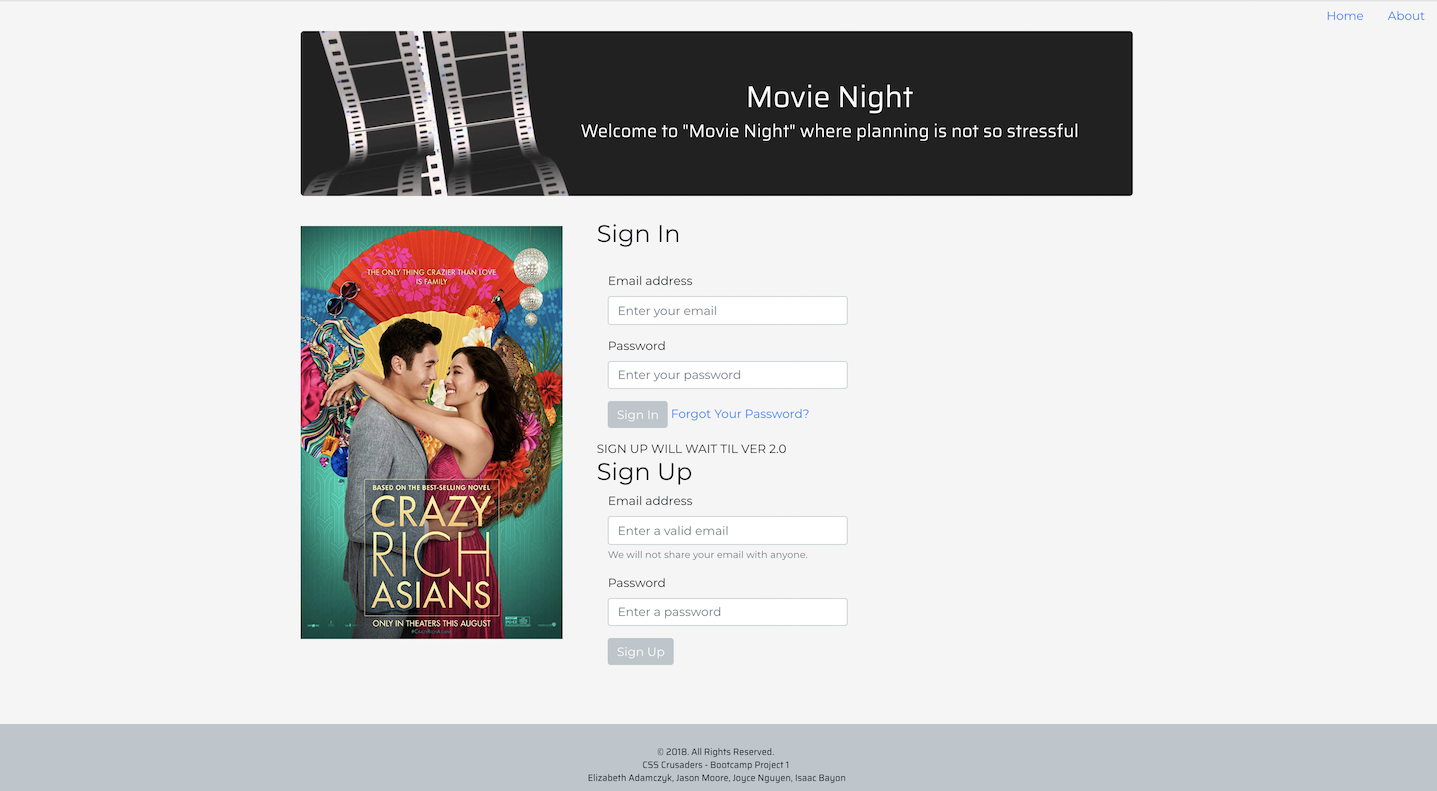 Home About
Movie Night
Welcome to "Movie Night" where planning is not so stressful
THE ONLY THING CRAZIER THAN LOVE
IS FAMILY
BASED ON THE BEST-SELLING NOVEL
CRAZY
RICH
ASIANS
ONLY IN THEATERS THIS AUGUST
Sign In
Email address
Enter your email
Password
Enter your password
Sign In Forgot Your Password?
SIGN UP WILL WAIT TIL VER 2.0
Sign Up
Email address
Enter a valid email
We will not share your email with anyone.
Password
Enter a password
Sign Up
© 2018. All Rights Reserved.
CSS Crusaders - Bootcamp Project 1
Elizabeth Adamczyk, Jason Moore, Joyce Nguyen, Isaac Bayon